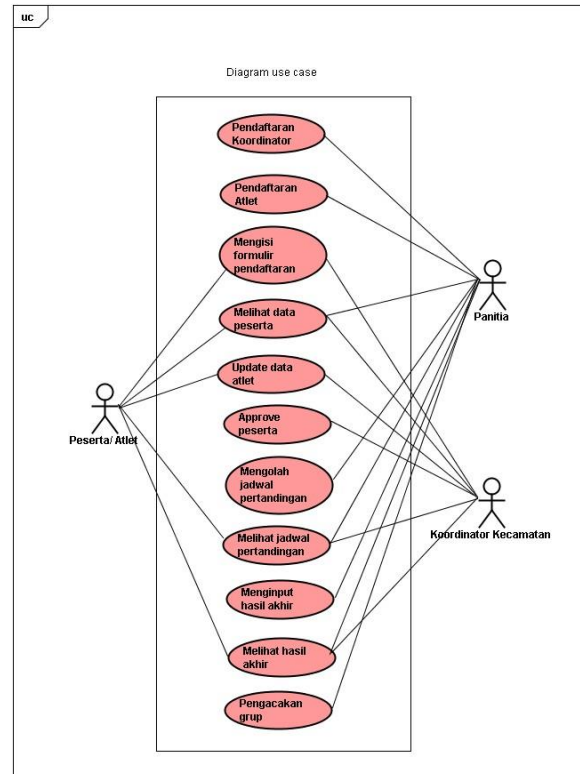 uc
Diagram use case
Pendaftaran
Koordinator
Pendaftaran
Atlet
Mengisi
formulir
pendaftaran
Melihat data
peserta
Update data
atlet
Approve
peserta
Mengolah
jadwal
pertandingan
Melihat jadwal
pertandingan
Menginput
hasil akhir
Melihat hasil
akhir
Pengacakan
grup
Peserta/ Atlet
Panitia
Koordinator Kecamatan